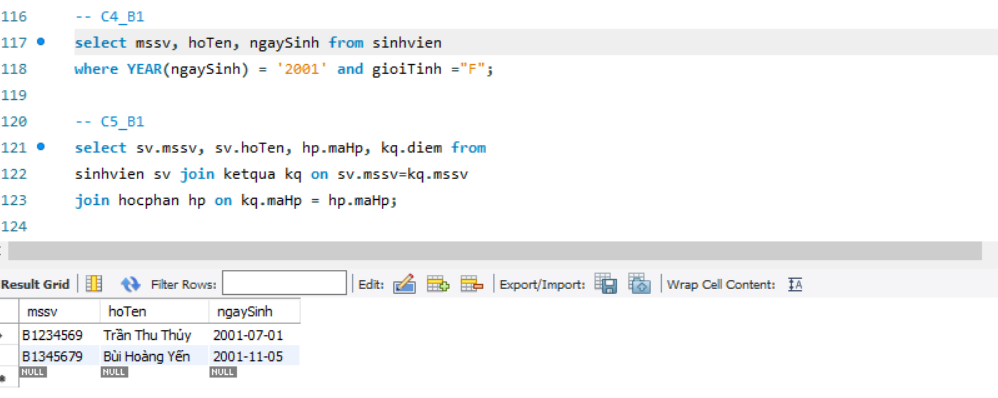 116 -- C4_B1
117 select mssv, hoTen, ngaySinh from sinhvien
118 where YEAR(ngaySinh) = '2001' and gioiTinh ="F";
119
120 -- C5_B1
121 select sv.mssv, sv.hoTen, hp.maHp, kq.diem from
122 sinhvien sv join ketqua kq on sv.mssv=kq.mssv
123 join hocphan hp on kq.maHp = hp.maHp;
124
Result Grid Filter Rows: Edit: Export/Import: Wrap Cell Content: IA
mssv hoTen ngaySinh
B1234569 Trần Thu Thủy 2001-07-01
B1345679 Bùi Hoàng Yến 2001-11-05
NULL NULL NULL